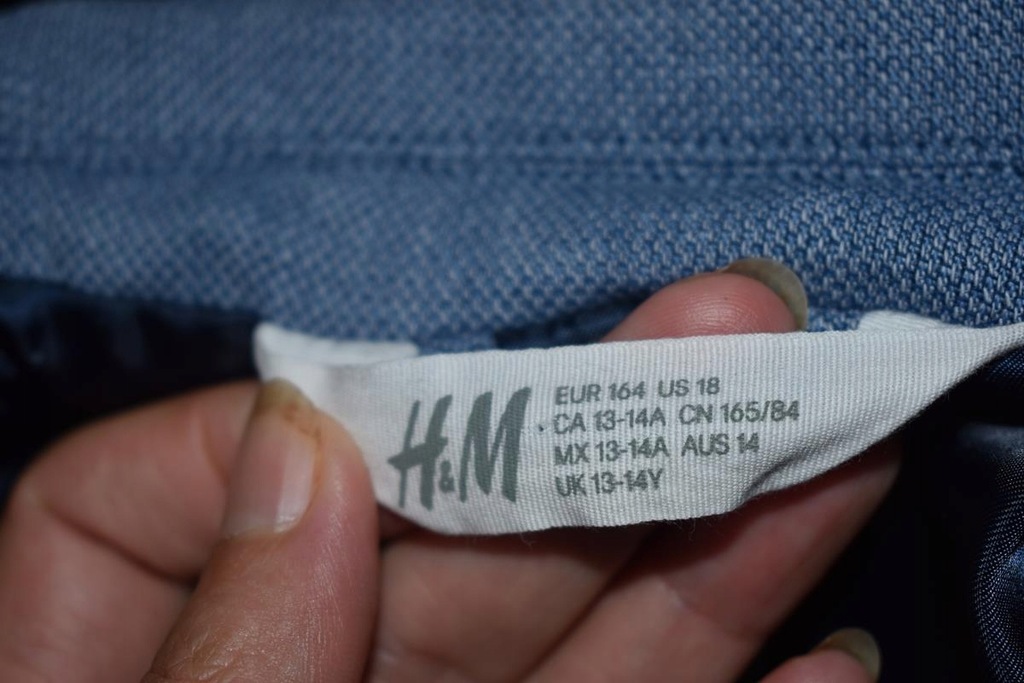 H&M
EUR 164 US 18
CA 13-14A CN 165/84
MX 13-14A AUS 14
UK 13-14Y